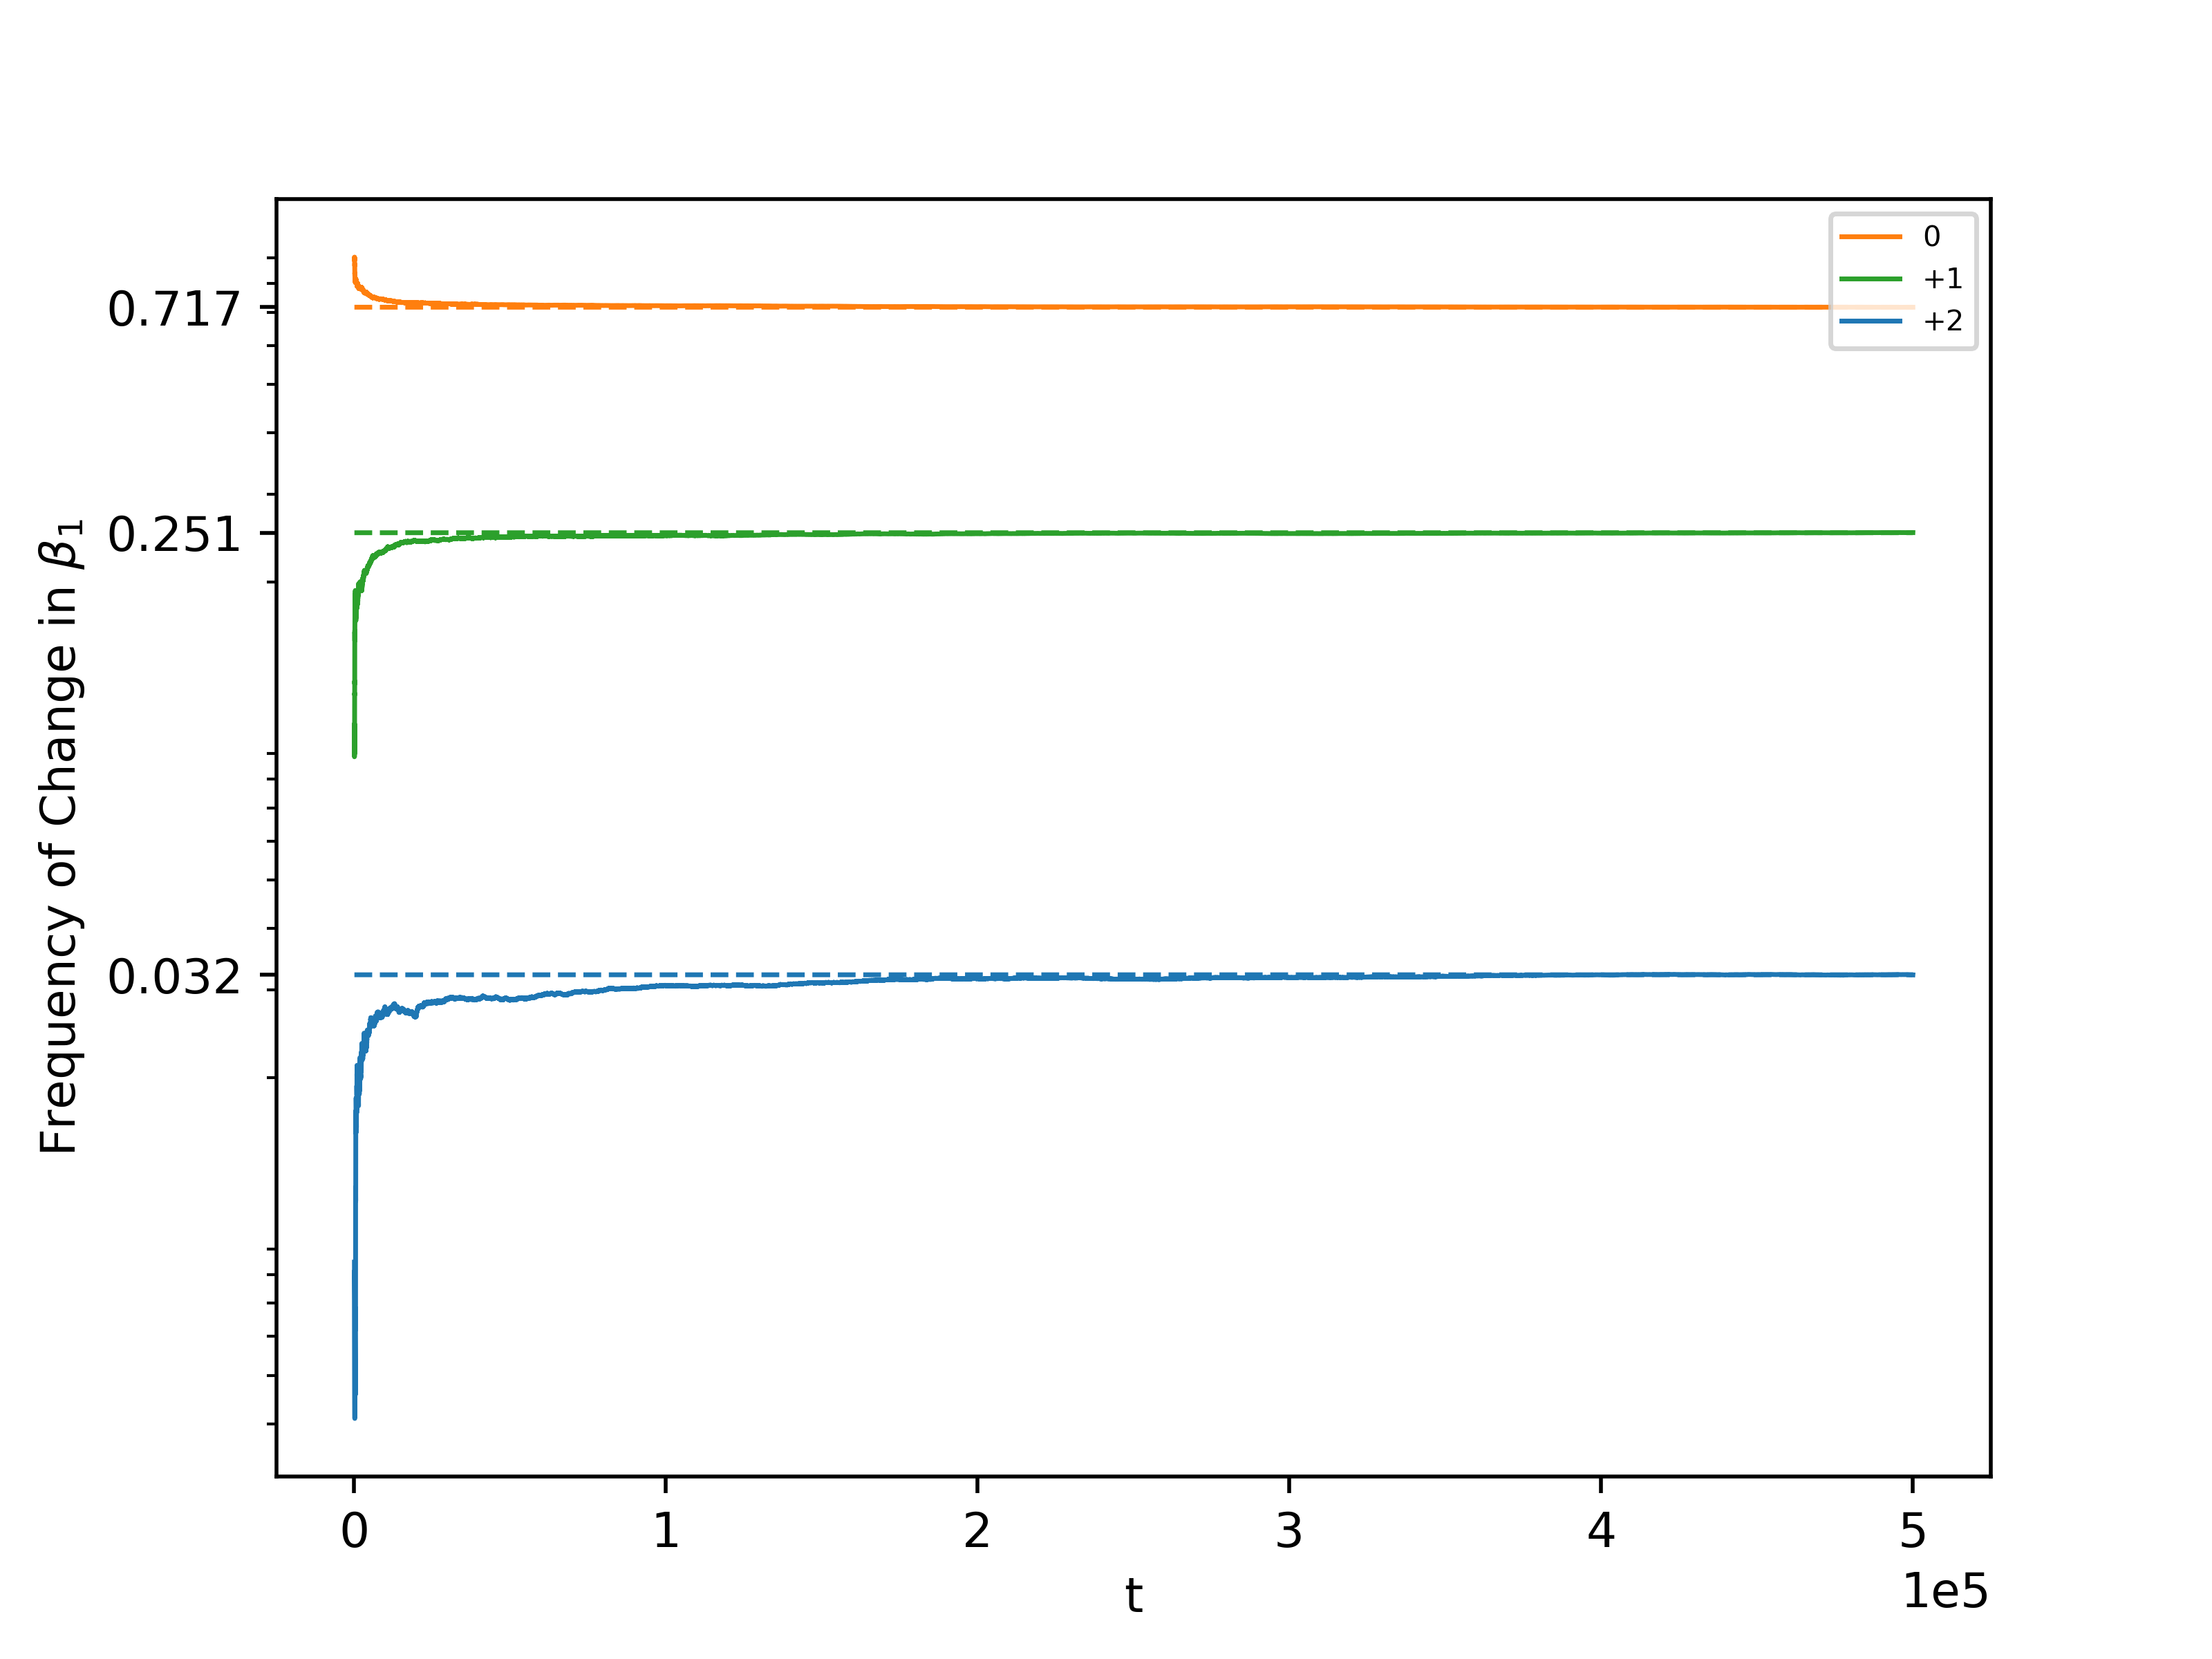 0
+1
+2
0.717
0.251
0.032
Frequency of Change in β₁
0 1 2 3 4 5
t
1e5